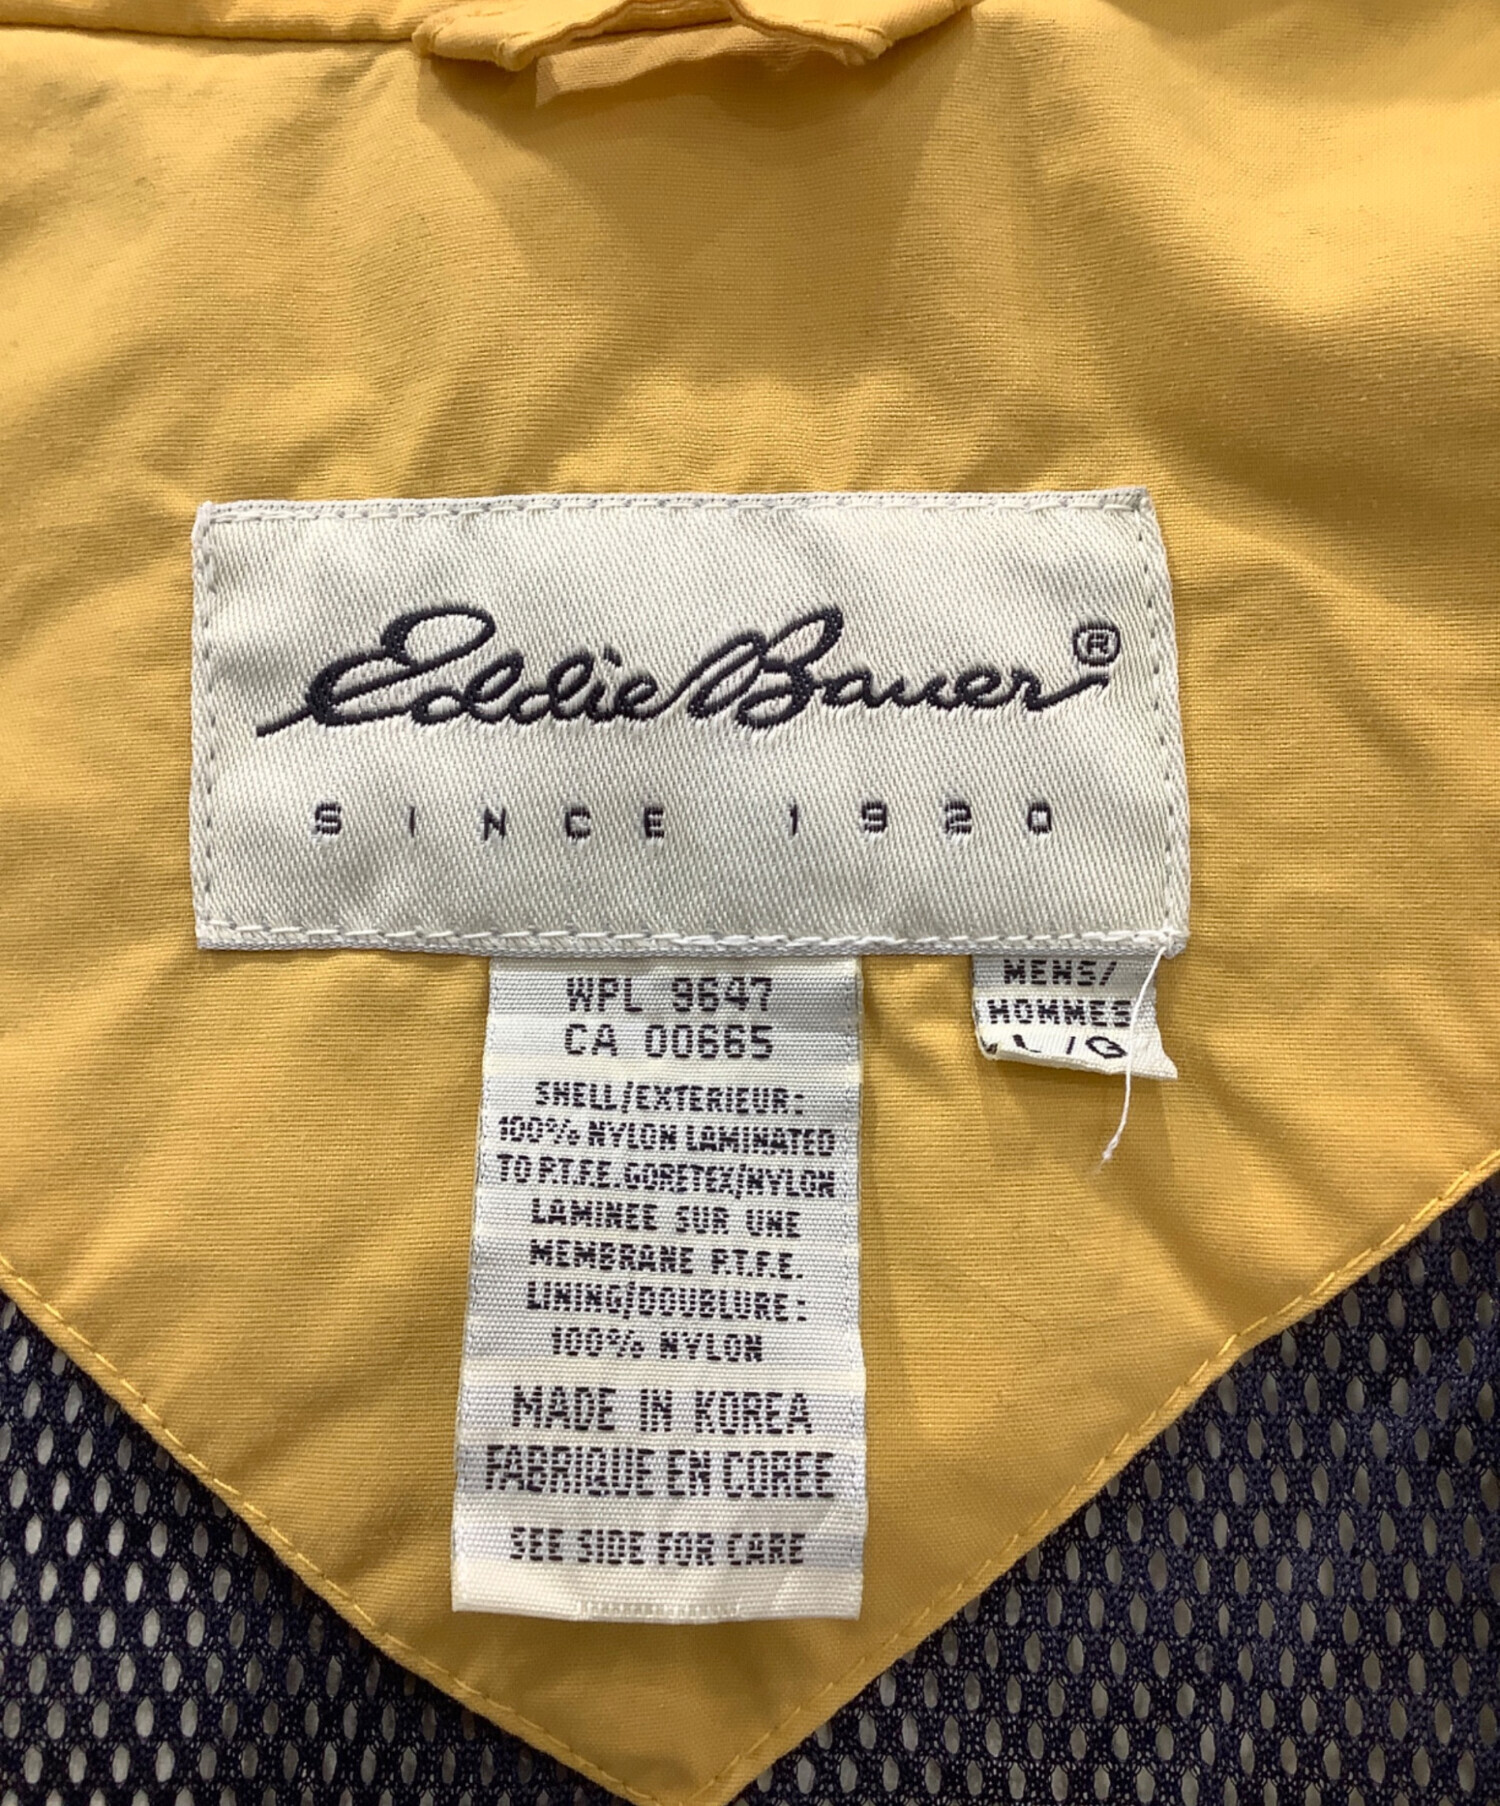 Eddie Bauer®
SINCE 1920
WPL 9647
CA 00665
SHELL/EXTERIEUR:
100% NYLON LAMINATED
TO P.T.F.E. GORETEX/NYLON
LAMINEE SUR UNE
MEMBRANE P.T.F.E.
LINING/DOUBLURE:
100% NYLON
MADE IN KOREA
FABRIQUE EN COREE
SEE SIDE FOR CARE
MENS/
HOMMES
L/G